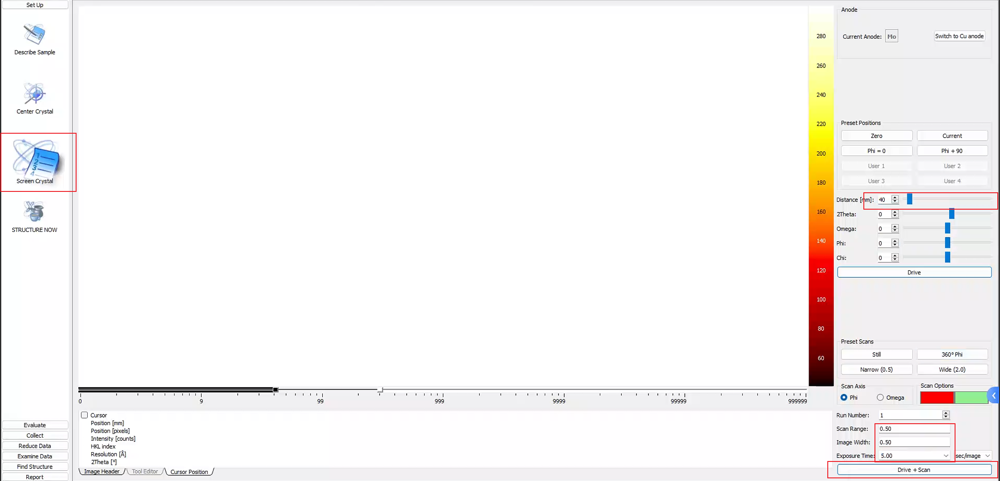 Set Up
Describe Sample
Center Crystal
1
2
3
4
Screen Crystal
STRUCTURE NOW
Evaluate
Collect
Reduce Data
Examine Data
Find Structure
Report
280
260
240
220
200
180
160
140
120
100
80
60
0 9 99 999 9999 99999 999999
Cursor
Position [mm]
Position [pixels]
Intensity [counts]
HKL index
Resolution [Å]
2Theta [°]
Image Header Tool Editor Cursor Position
Anode
Current Anode: Mo Switch to Cu anode
Preset Positions
Zero Current
Phi = 0 Phi + 90
User 1 User 2
User 3 User 4
Distance [mm]: 40
2Theta: 0
Omega: 0
Phi: 0
Chi: 0
Drive
Preset Scans
Still 360° Phi
Narrow (0.5) Wide (2.0)
Scan Axis Scan Options
Phi Omega
Run Number: 1
Scan Range: 0.50
Image Width: 0.50
Exposure Time: 5.00 sec/image
Drive + Scan